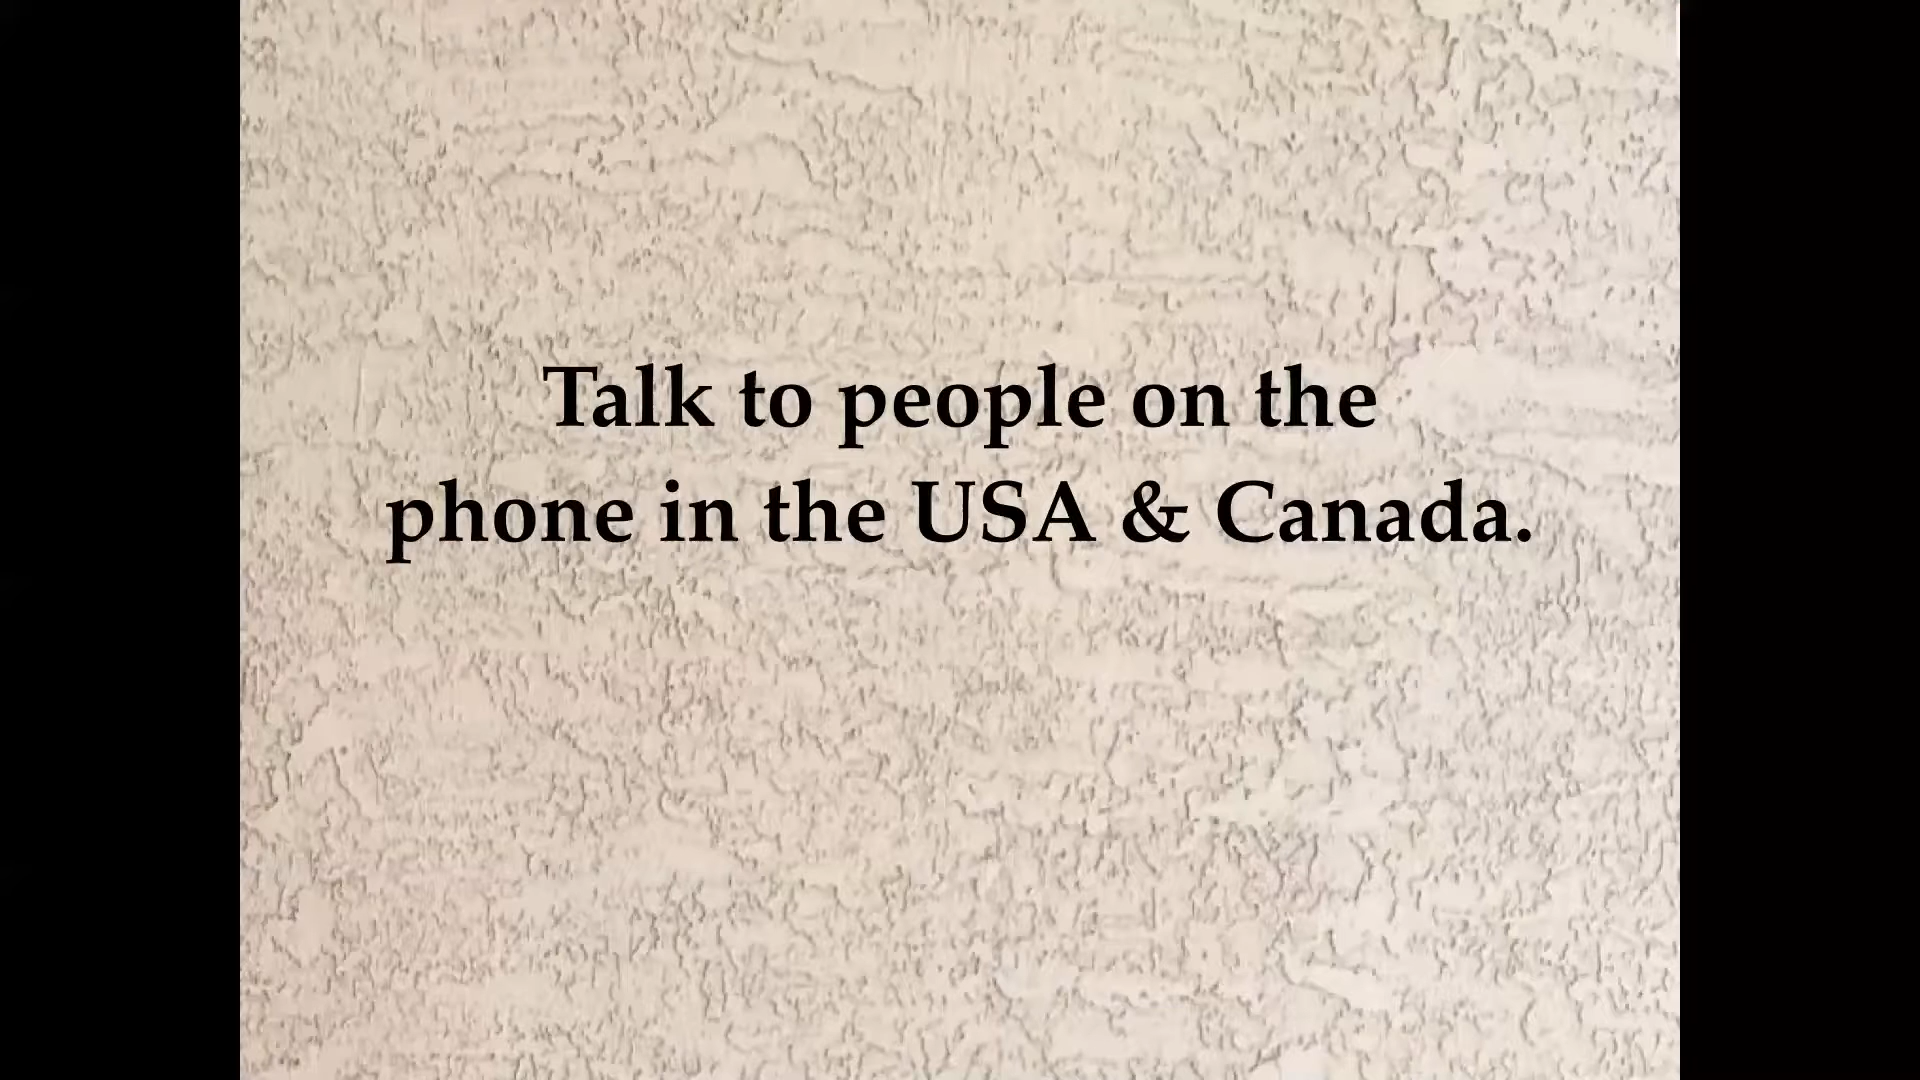 Talk to people on the
phone in the USA & Canada.